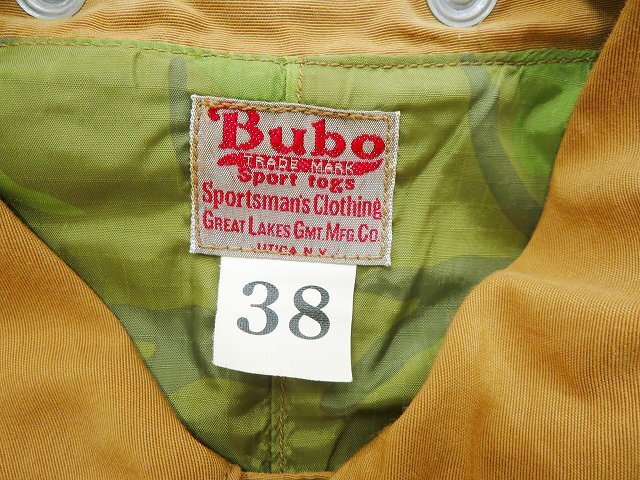 Bubo
TRADE MARK
Sport togs
Sportsman's Clothing
GREAT LAKES GMT MFG. CO.
UTICA N.Y.
38